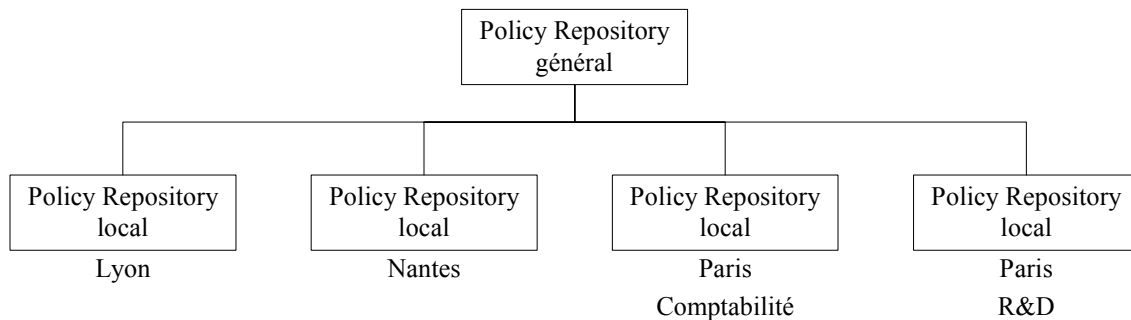 Policy Repository
général
Policy Repository
local
Lyon
Policy Repository
local
Nantes
Policy Repository
local
Paris
Comptabilité
Policy Repository
local
Paris
R&D